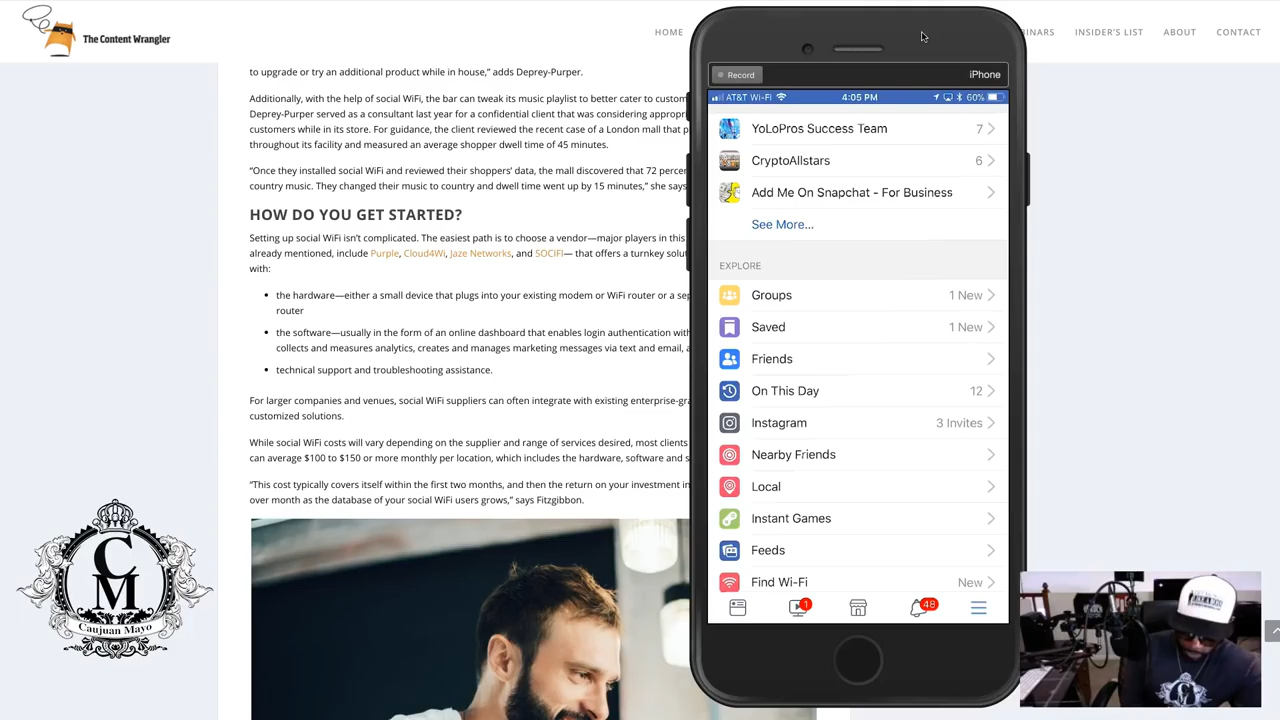 The Content Wrangler
HOME
BINARS
INSIDER'S LIST
ABOUT
CONTACT
to upgrade or try an additional product while in house," adds Deprey-Purper.
Additionally, with the help of social WiFi, the bar can tweak its music playlist to better cater to custom
Deprey-Purper served as a consultant last year for a confidential client that was considering appropri
customers while in its store. For guidance, the client reviewed the recent case of a London mall that p
throughout its facility and measured an average shopper dwell time of 45 minutes.
"Once they installed social WiFi and reviewed their shoppers' data, the mall discovered that 72 percen
country music. They changed their music to country and dwell time went up by 15 minutes," she says
HOW DO YOU GET STARTED?
Setting up social WiFi isn't complicated. The easiest path is to choose a vendor—major players in this
already mentioned, include Purple, Cloud4Wi, Jaze Networks, and SOCIFI— that offers a turnkey solut
with:
• the hardware—either a small device that plugs into your existing modem or WiFi router or a sep
router
• the software—usually in the form of an online dashboard that enables login authentication with
collects and measures analytics, creates and manages marketing messages via text and email, a
• technical support and troubleshooting assistance.
For larger companies and venues, social WiFi suppliers can often integrate with existing enterprise-gra
customized solutions.
While social WiFi costs will vary depending on the supplier and range of services desired, most clients
can average $100 to $150 or more monthly per location, which includes the hardware, software and s
"This cost typically covers itself within the first two months, and then the return on your investment in
over month as the database of your social WiFi users grows," says Fitzgibbon.
C
M
Caujuan Mayo
Record
iPhone
AT&T Wi-Fi 4:05 PM 60%
YoLoPros Success Team 7
CryptoAllstars 6
Add Me On Snapchat - For Business
See More...
EXPLORE
Groups 1 New
Saved 1 New
Friends
On This Day 12
Instagram 3 Invites
Nearby Friends
Local
Instant Games
Feeds
Find Wi-Fi New
1
48